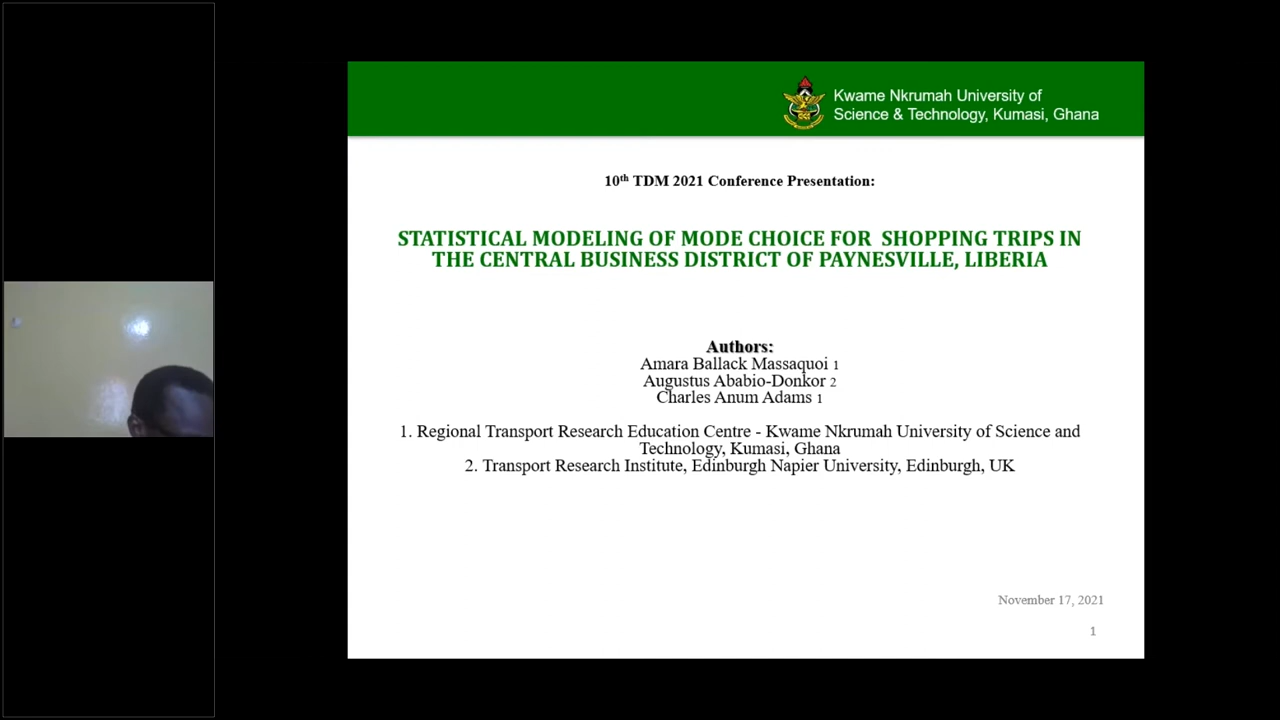 Kwame Nkrumah University of
Science & Technology, Kumasi, Ghana
10th TDM 2021 Conference Presentation:
STATISTICAL MODELING OF MODE CHOICE FOR SHOPPING TRIPS IN
THE CENTRAL BUSINESS DISTRICT OF PAYNESVILLE, LIBERIA
Authors:
Amara Ballack Massaquoi 1
Augustus Ababio-Donkor 2
Charles Anum Adams 1
1. Regional Transport Research Education Centre - Kwame Nkrumah University of Science and
Technology, Kumasi, Ghana
2. Transport Research Institute, Edinburgh Napier University, Edinburgh, UK
November 17, 2021
1